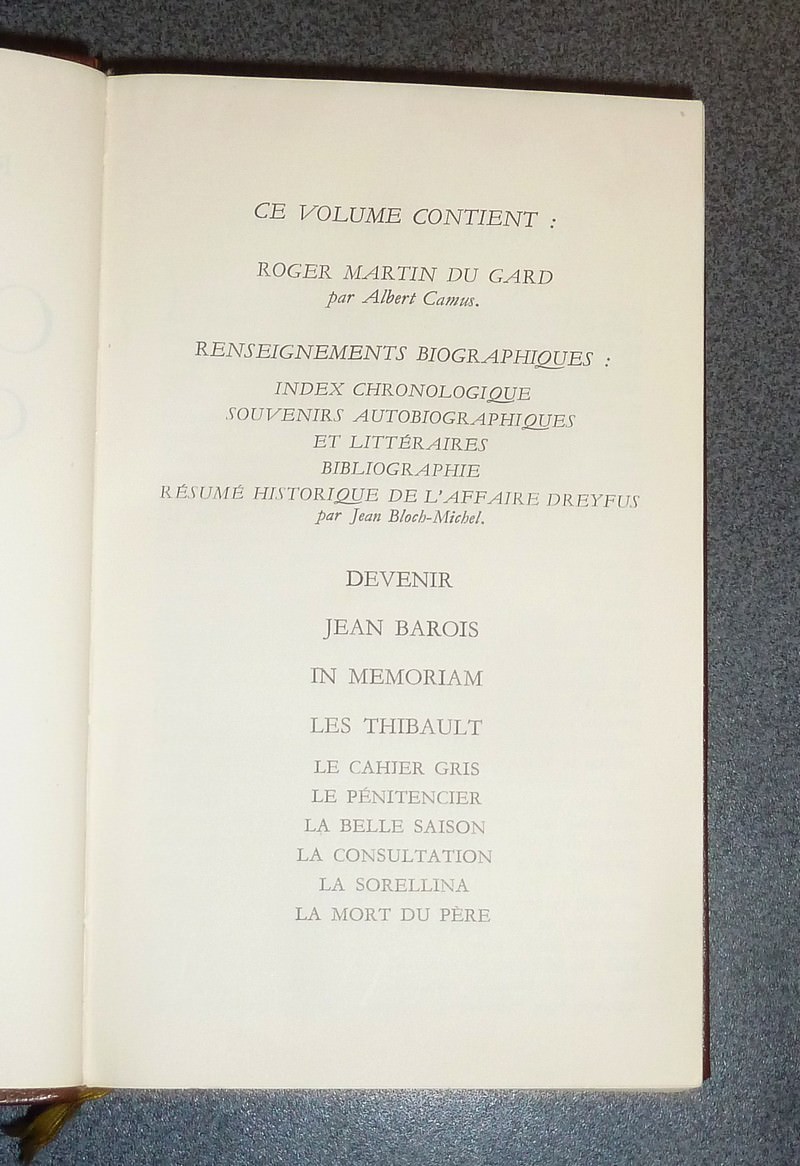 CE VOLUME CONTIENT :
ROGER MARTIN DU GARD
par Albert Camus.
RENSEIGNEMENTS BIOGRAPHIQUES :
INDEX CHRONOLOGIQUE
SOUVENIRS AUTOBIOGRAPHIQUES
ET LITTÉRAIRES
BIBLIOGRAPHIE
RÉSUMÉ HISTORIQUE DE L'AFFAIRE DREYFUS
par Jean Bloch-Michel.
DEVENIR
JEAN BAROIS
IN MEMORIAM
LES THIBAULT
LE CAHIER GRIS
LE PÉNITENCIER
LA BELLE SAISON
LA CONSULTATION
LA SORELLINA
LA MORT DU PÈRE